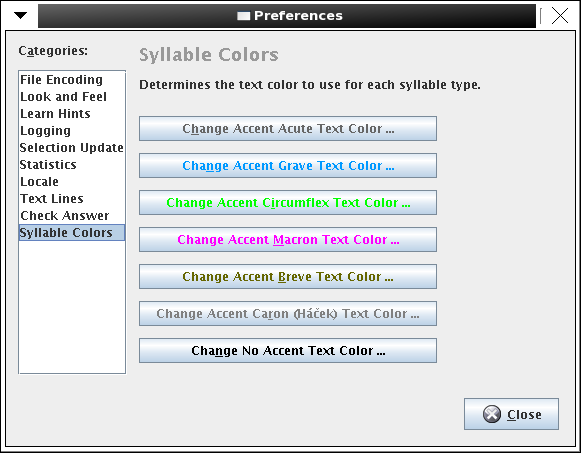 Preferences
Categories:
File Encoding
Look and Feel
Learn Hints
Logging
Selection Update
Statistics
Locale
Text Lines
Check Answer
Syllable Colors
Syllable Colors
Determines the text color to use for each syllable type.
Change Accent Acute Text Color ...
Change Accent Grave Text Color ...
Change Accent Circumflex Text Color ...
Change Accent Macron Text Color ...
Change Accent Breve Text Color ...
Change Accent Caron (Háček) Text Color ...
Change No Accent Text Color ...
Close